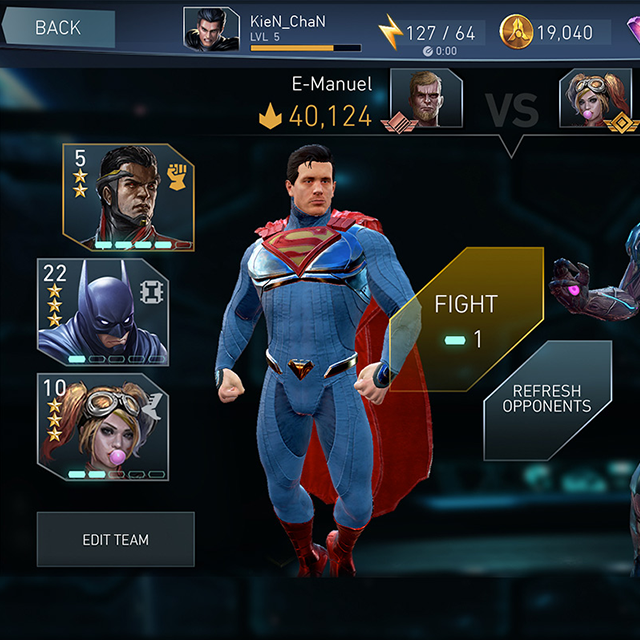 BACK
KieN_ChaN
LVL 5
127 / 64
0:00
19,040
E-Manuel
40,124
VS
5
22
10
FIGHT
1
REFRESH
OPPONENTS
EDIT TEAM